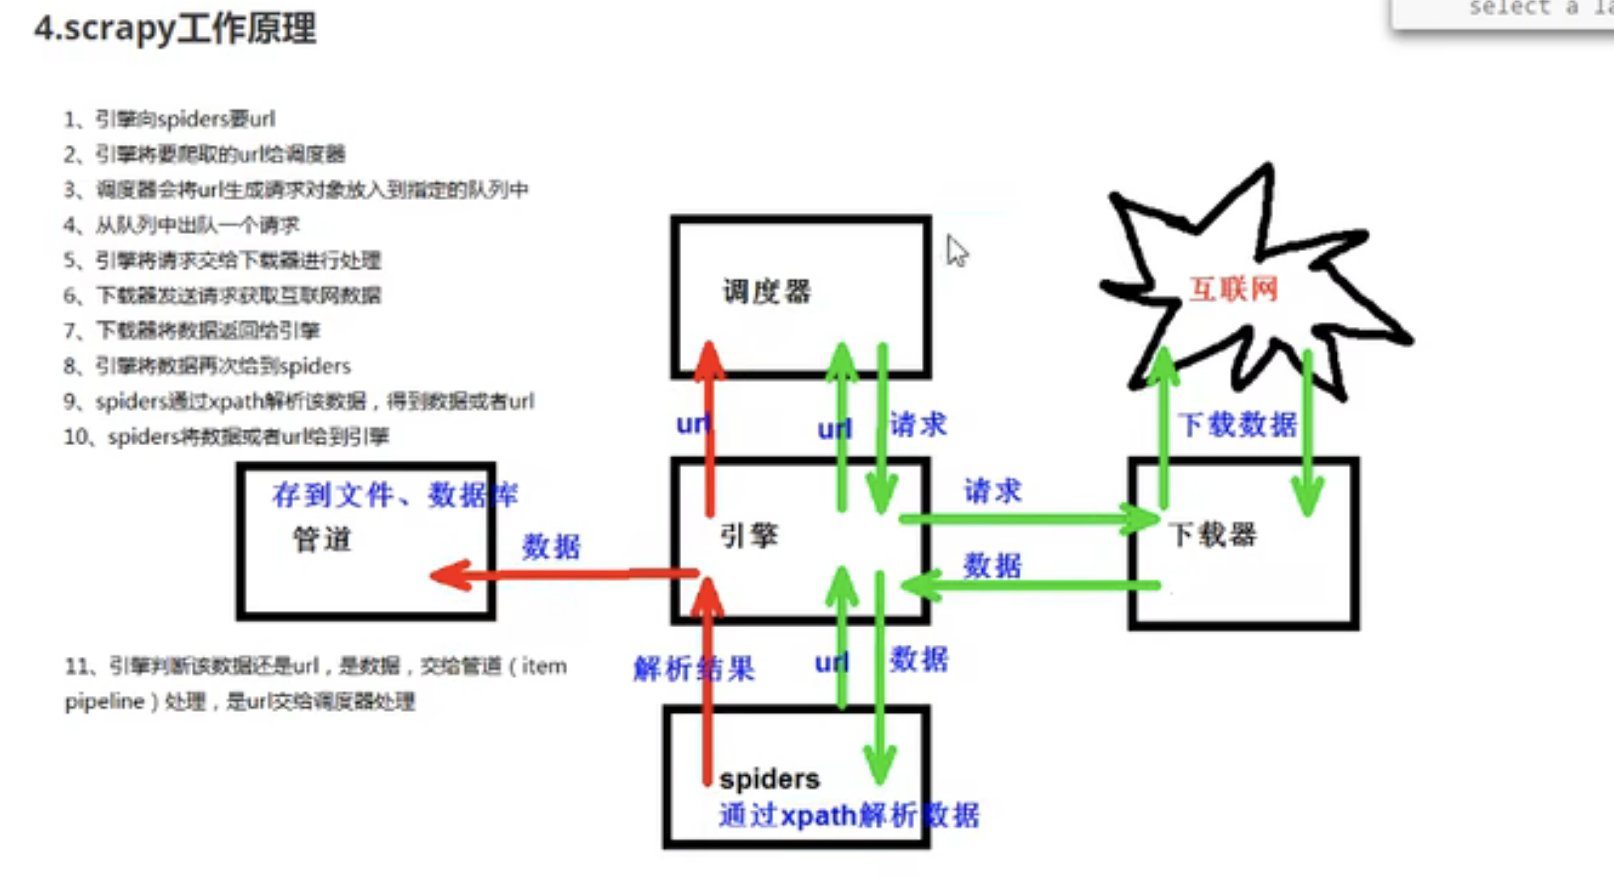 select a la
4.scrapy工作原理
1、引擎向spiders要url
2、引擎将要爬取的url给调度器
3、调度器会将url生成请求对象放入到指定的队列中
4、从队列中出队一个请求
5、引擎将请求交给下载器进行处理
6、下载器发送请求获取互联网数据
7、下载器将数据返回给引擎
8、引擎将数据再次给到spiders
9、spiders通过xpath解析该数据，得到数据或者url
10、spiders将数据或者url给到引擎
调度器
互联网
url
url
请求
下载数据
存到文件、数据库
管道
数据
引擎
请求
数据
下载器
11、引擎判断该数据还是url，是数据，交给管道（item
pipeline）处理，是url交给调度器处理
解析结果
url
数据
spiders
通过xpath解析数据